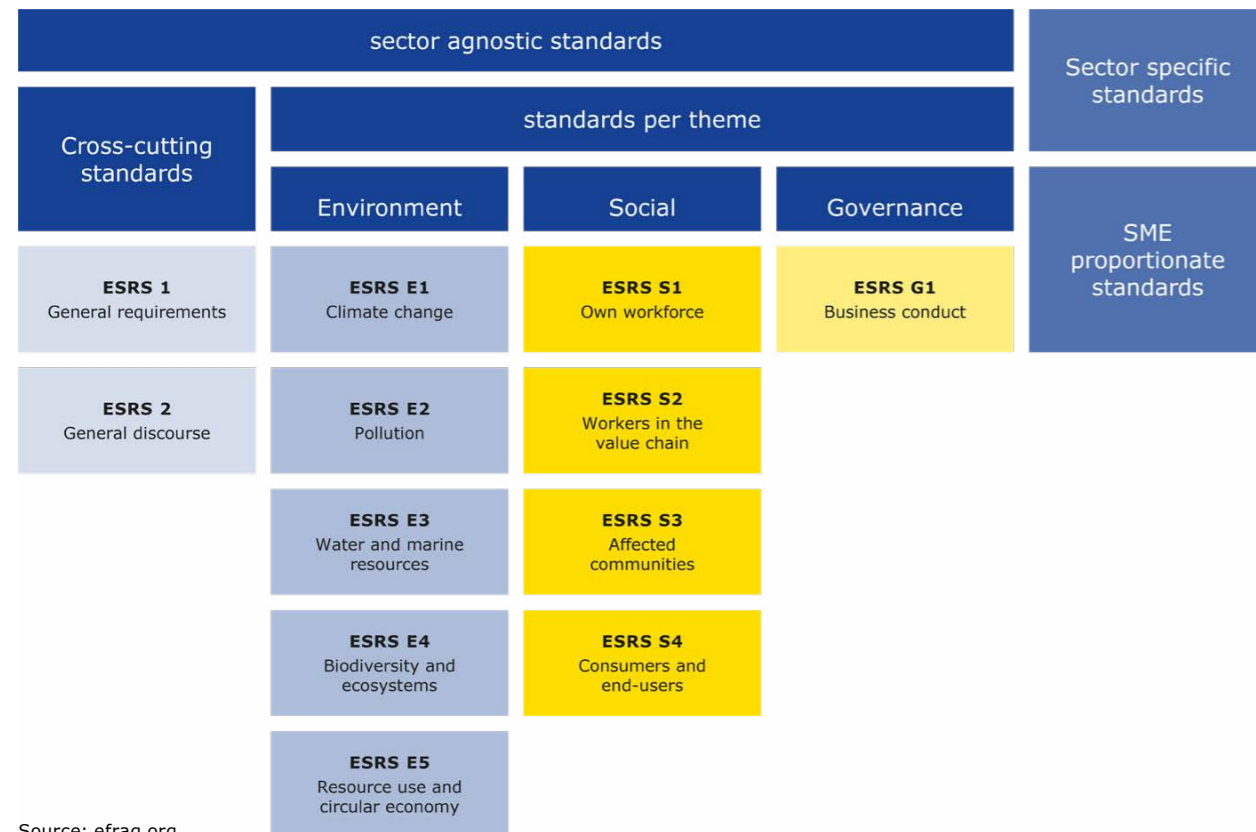 sector agnostic standards
Sector specific
standards
Cross-cutting
standards
standards per theme
Environment
Social
Governance
SME
proportionate
standards
ESRS 1
General requirements
ESRS E1
Climate change
ESRS S1
Own workforce
ESRS G1
Business conduct
ESRS 2
General discourse
ESRS E2
Pollution
ESRS S2
Workers in the
value chain
ESRS E3
Water and marine
resources
ESRS S3
Affected
communities
ESRS E4
Biodiversity and
ecosystems
ESRS S4
Consumers and
end-users
ESRS E5
Resource use and
circular economy
Source: efrag.org